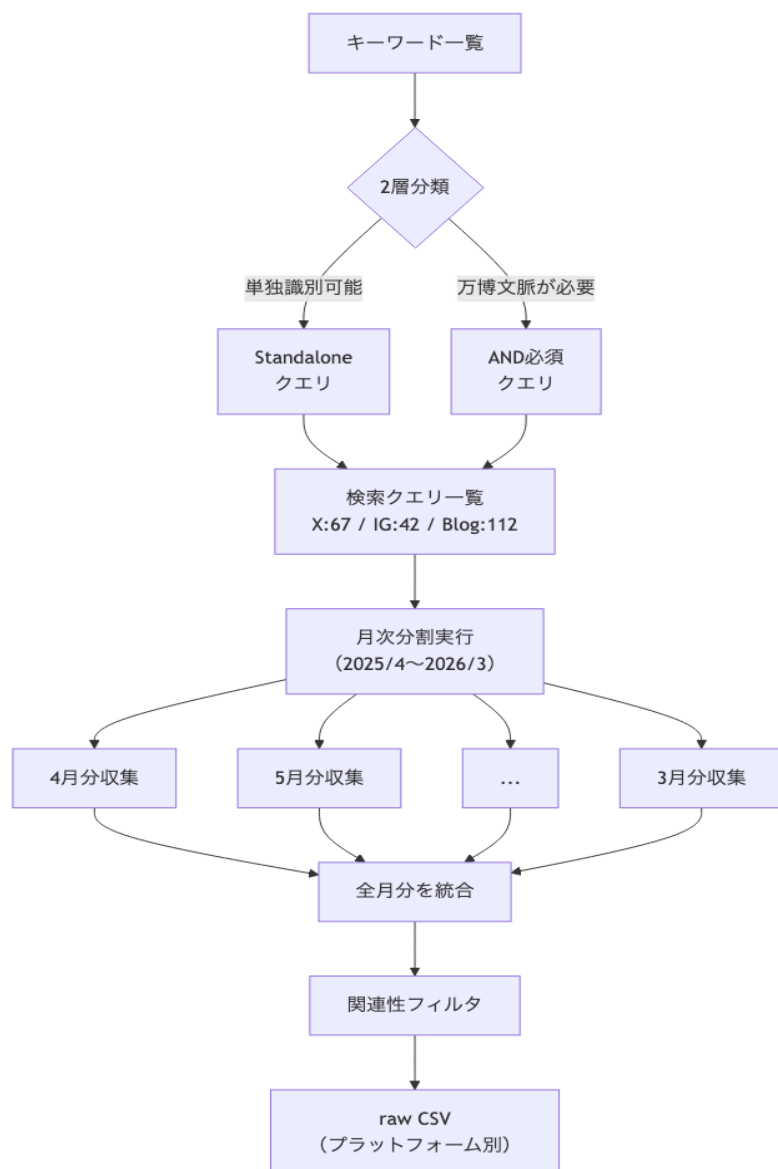 キーワード一覧
2層分類
単独識別可能
万博文脈が必要
Standalone
クエリ
AND必須
クエリ
検索クエリ一覧
X:67 / IG:42 / Blog:112
月次分割実行
（2025/4〜2026/3）
4月分収集
5月分収集
...
3月分収集
全月分を統合
関連性フィルタ
raw CSV
（プラットフォーム別）